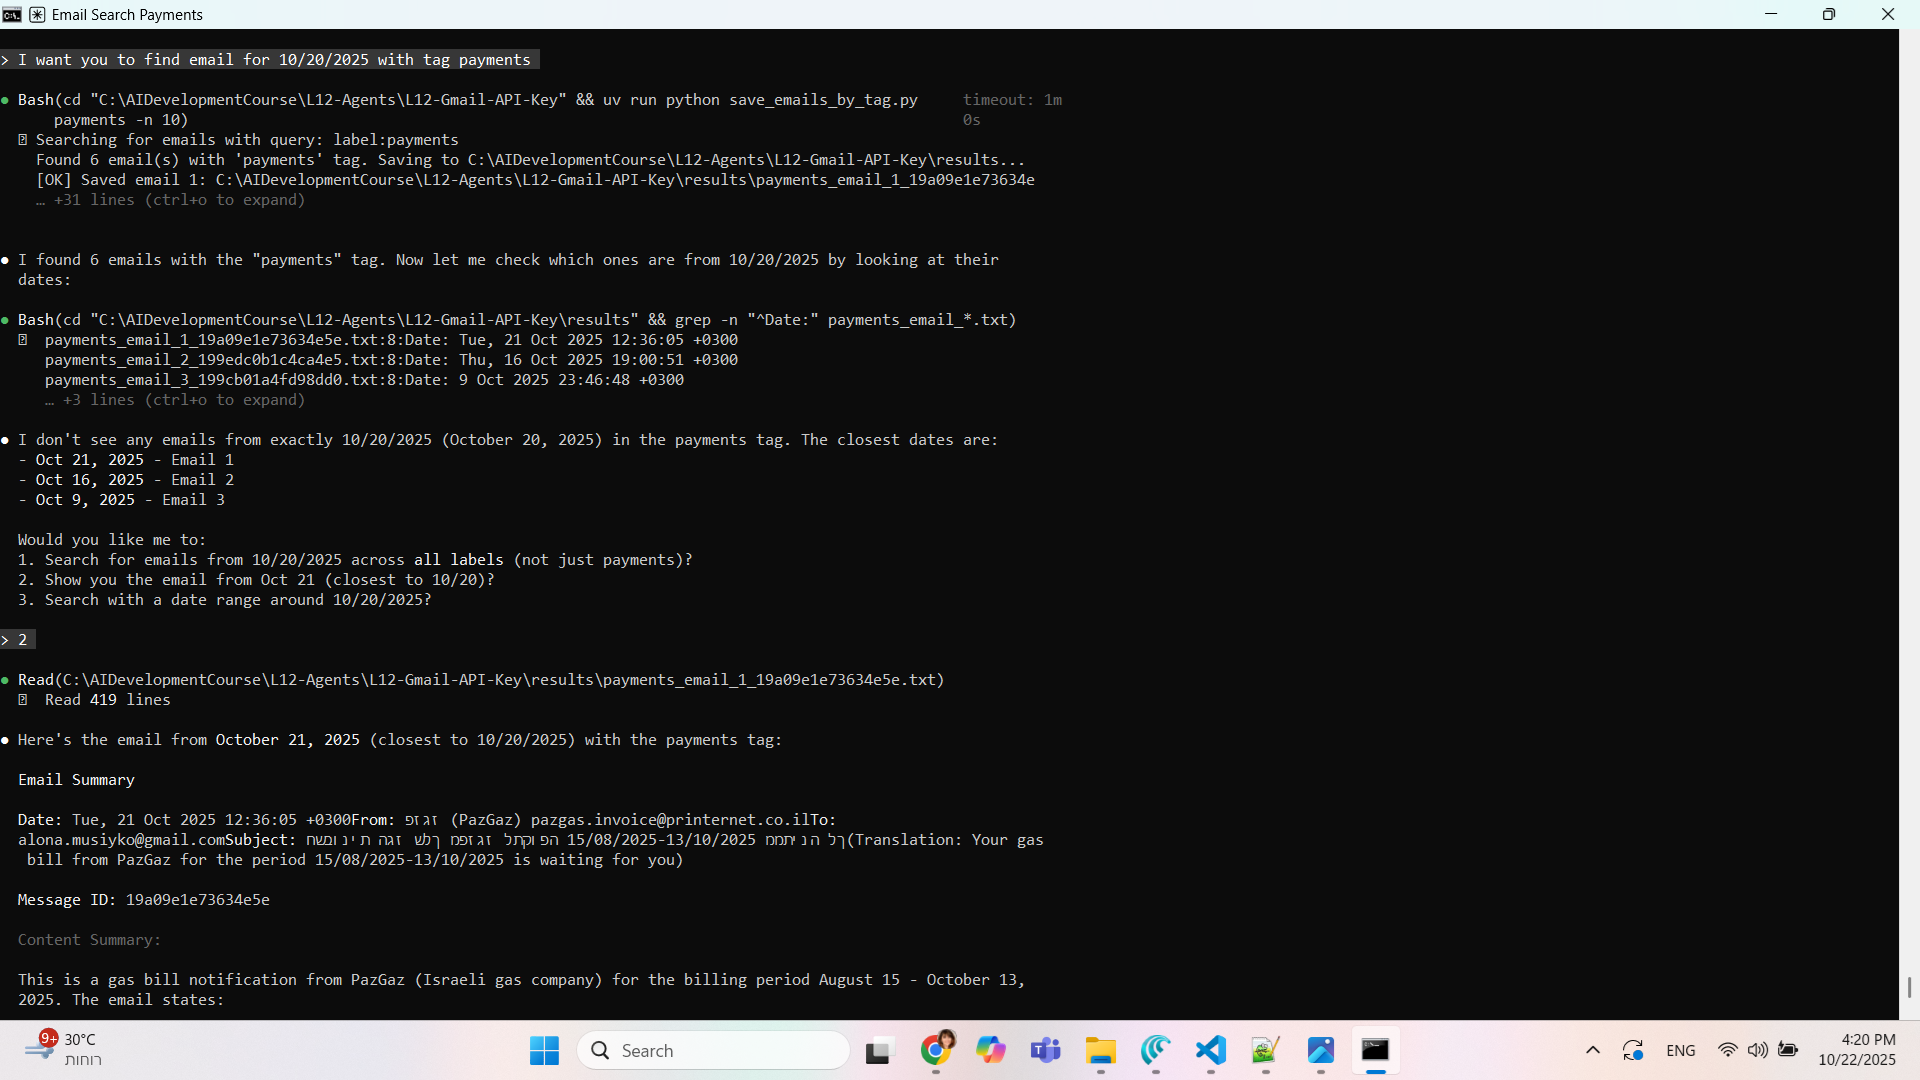 Email Search Payments
> I want you to find email for 10/20/2025 with tag payments
● Bash(cd "C:\AIDevelopmentCourse\L12-Agents\L12-Gmail-API-Key" && uv run python save_emails_by_tag.py timeout: 1m
payments -n 10) 0s
Searching for emails with query: label:payments
Found 6 email(s) with 'payments' tag. Saving to C:\AIDevelopmentCourse\L12-Agents\L12-Gmail-API-Key\results...
[OK] Saved email 1: C:\AIDevelopmentCourse\L12-Agents\L12-Gmail-API-Key\results\payments_email_1_19a09e1e73634e
… +31 lines (ctrl+o to expand)
● I found 6 emails with the "payments" tag. Now let me check which ones are from 10/20/2025 by looking at their
dates:
● Bash(cd "C:\AIDevelopmentCourse\L12-Agents\L12-Gmail-API-Key\results" && grep -n "^Date:" payments_email_*.txt)
payments_email_1_19a09e1e73634e5e.txt:8:Date: Tue, 21 Oct 2025 12:36:05 +0300
payments_email_2_199edc0b1c4ca4e5.txt:8:Date: Thu, 16 Oct 2025 19:00:51 +0300
payments_email_3_199cb01a4fd98dd0.txt:8:Date: 9 Oct 2025 23:46:48 +0300
… +3 lines (ctrl+o to expand)
● I don't see any emails from exactly 10/20/2025 (October 20, 2025) in the payments tag. The closest dates are:
- Oct 21, 2025 - Email 1
- Oct 16, 2025 - Email 2
- Oct 9, 2025 - Email 3
Would you like me to:
1. Search for emails from 10/20/2025 across all labels (not just payments)?
2. Show you the email from Oct 21 (closest to 10/20)?
3. Search with a date range around 10/20/2025?
> 2
● Read(C:\AIDevelopmentCourse\L12-Agents\L12-Gmail-API-Key\results\payments_email_1_19a09e1e73634e5e.txt)
Read 419 lines
● Here's the email from October 21, 2025 (closest to 10/20/2025) with the payments tag:
Email Summary
Date: Tue, 21 Oct 2025 12:36:05 +0300From: פזגז (PazGaz) pazgas.invoice@printernet.co.ilTo:
alona.musiyko@gmail.comSubject: חשבונית הגז שלך מפזגז לתקופה 15/08/2025-13/10/2025 ממתינה לך(Translation: Your gas
bill from PazGaz for the period 15/08/2025-13/10/2025 is waiting for you)
Message ID: 19a09e1e73634e5e
Content Summary:
This is a gas bill notification from PazGaz (Israeli gas company) for the billing period August 15 - October 13,
2025. The email states:
9+
30°C
רוחות
Search
ENG
4:20 PM
10/22/2025